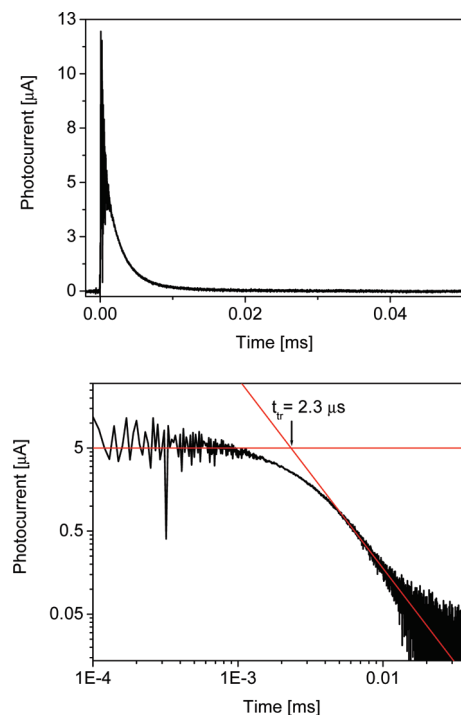 13
12
8
5
3
0
Photocurrent [μA]
0.00
0.02
0.04
Time [ms]
t_tr = 2.3 μs
5
0.5
0.05
Photocurrent [μA]
1E-4
1E-3
0.01
Time [ms]